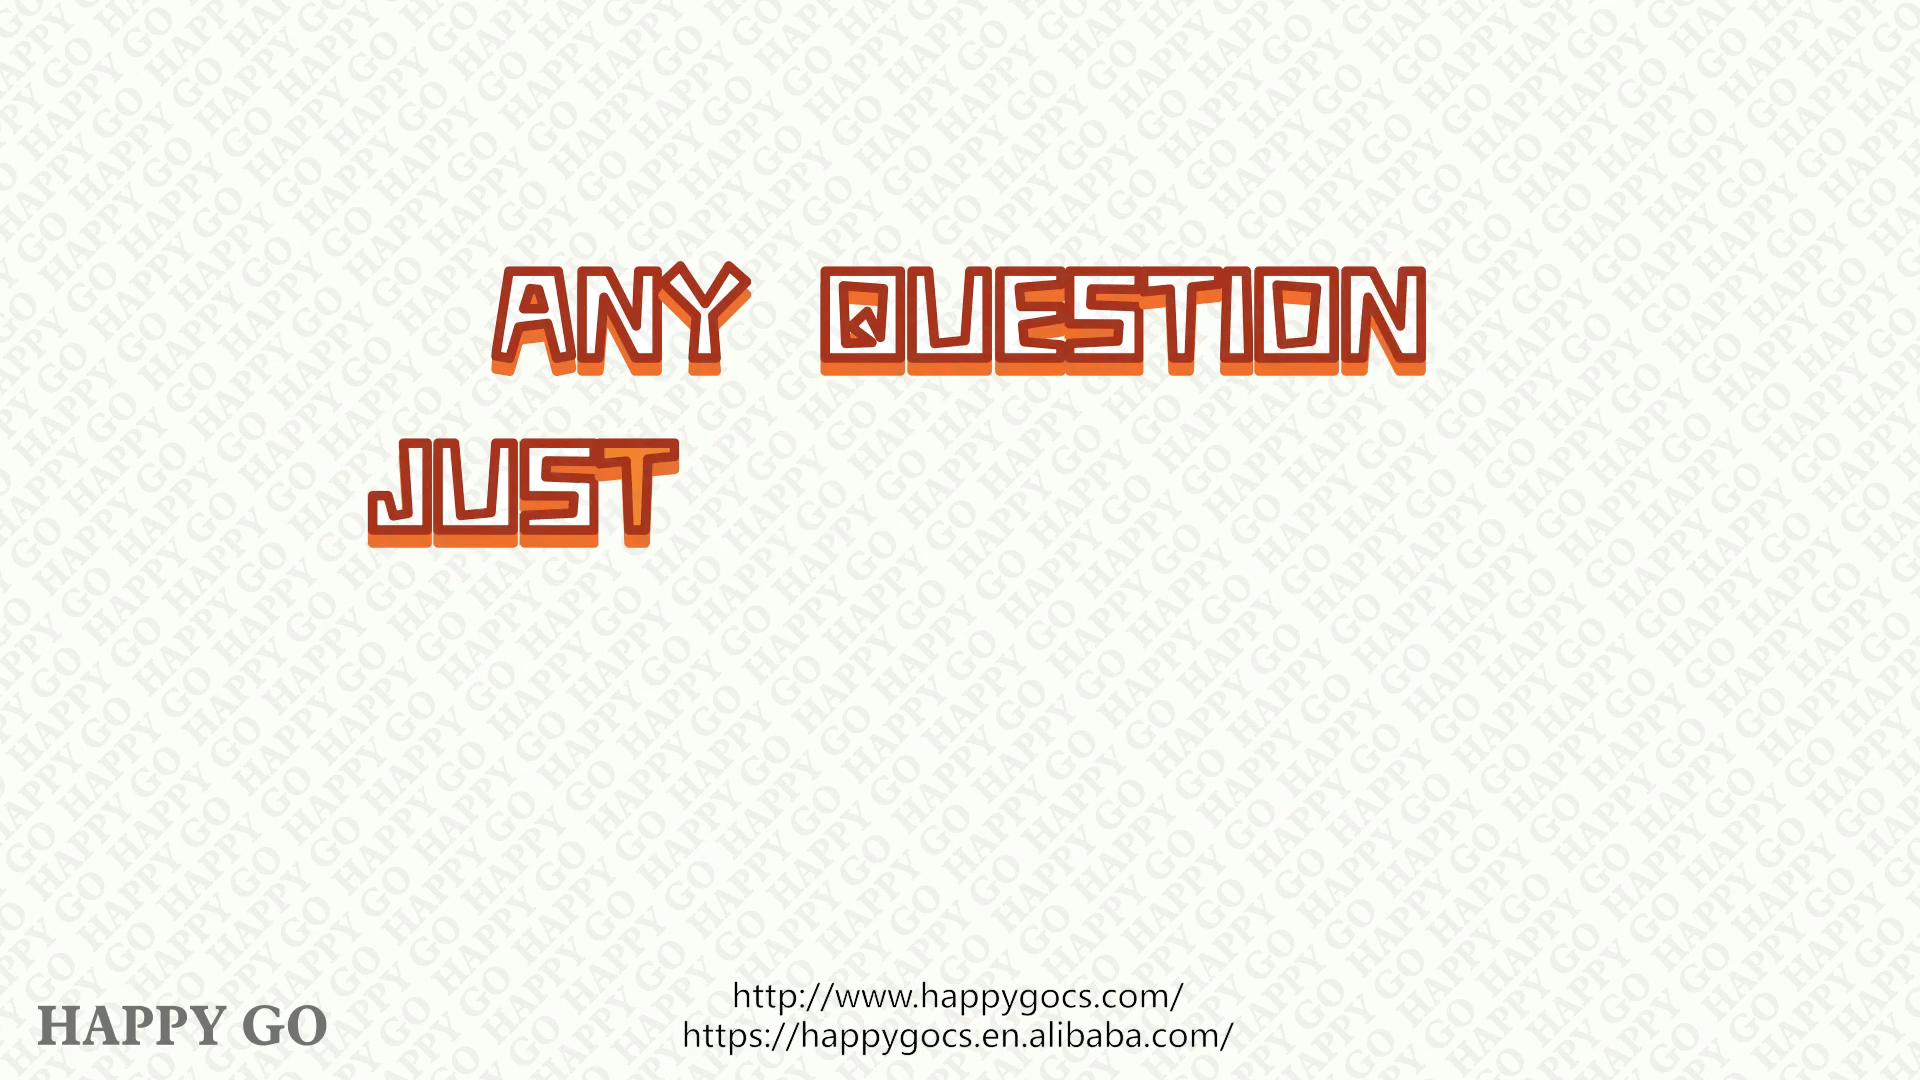 ANY QUESTION
JUST
http://www.happygocs.com/
https://happygocs.en.alibaba.com/
HAPPY GO